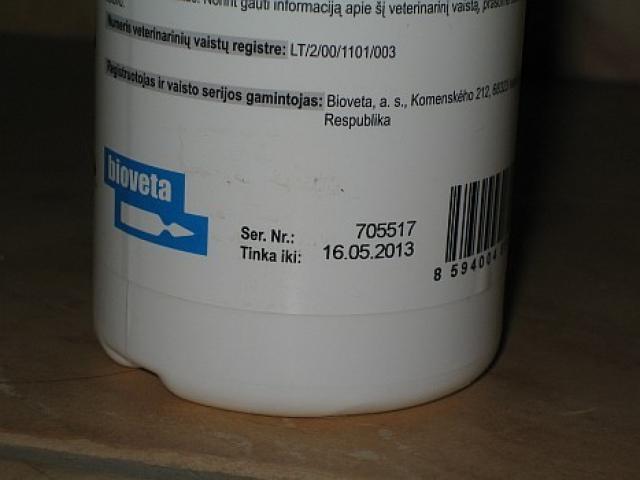 Norint gauti informaciją apie šį veterinarinį vaistą,
Numeris veterinarinių vaistų registre: LT/2/00/1101/003
Registruotojas ir vaisto serijos gamintojas: Bioveta, a. s., Komenského 212, 68323
Respublika
bioveta
Ser. Nr.: 705517
Tinka iki: 16.05.2013
8 594004